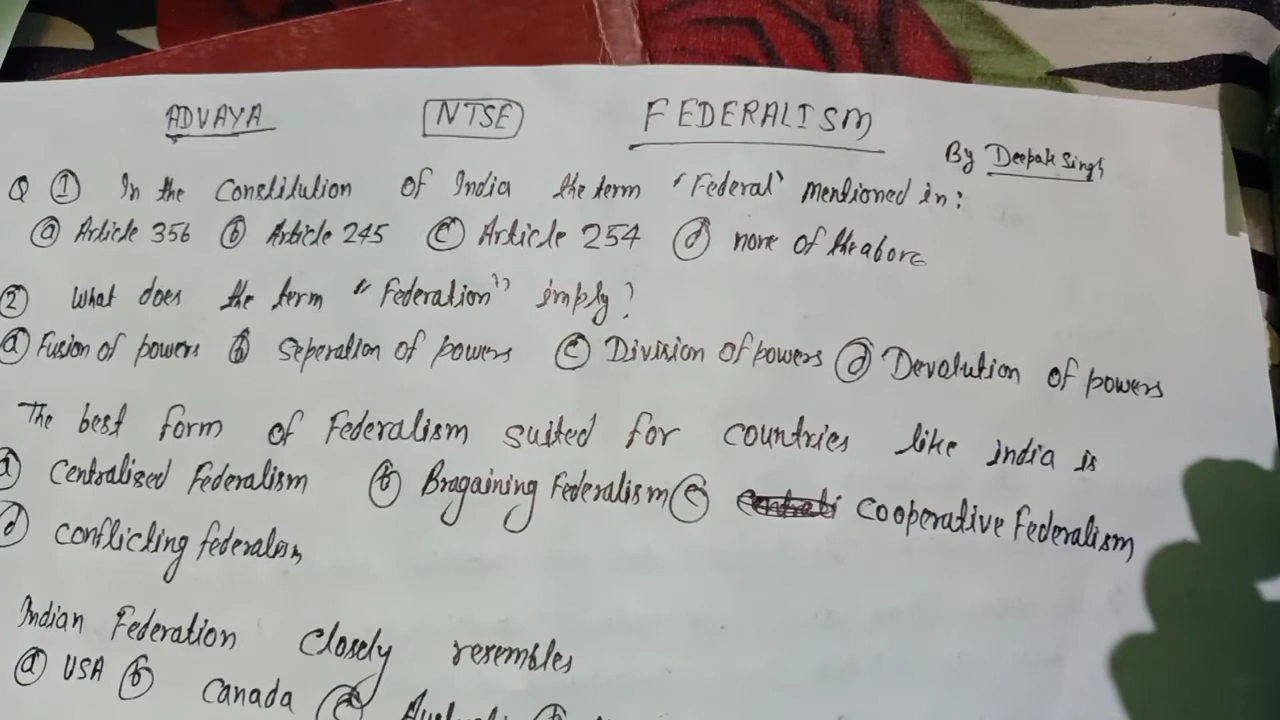 ADVAYA NTSE FEDERALISM
By Deepak Singh
Q ① In the Constitution of India the term "Federal" mentioned in:
ⓐ Article 356 ⓑ Article 245 ⓒ Article 254 ⓓ none of the above
② What does the term "Federation" imply?
ⓐ Fusion of powers ⓑ Seperation of powers ⓒ Division of powers ⓓ Devolution of powers
The best form of Federalism suited for countries like india is
ⓐ Centralised Federalism ⓑ Bragaining Federalism ⓒ Cooperative Federalism
ⓓ conflicting federalism
Indian Federation closely resembles
ⓐ USA ⓑ Canada ⓒ